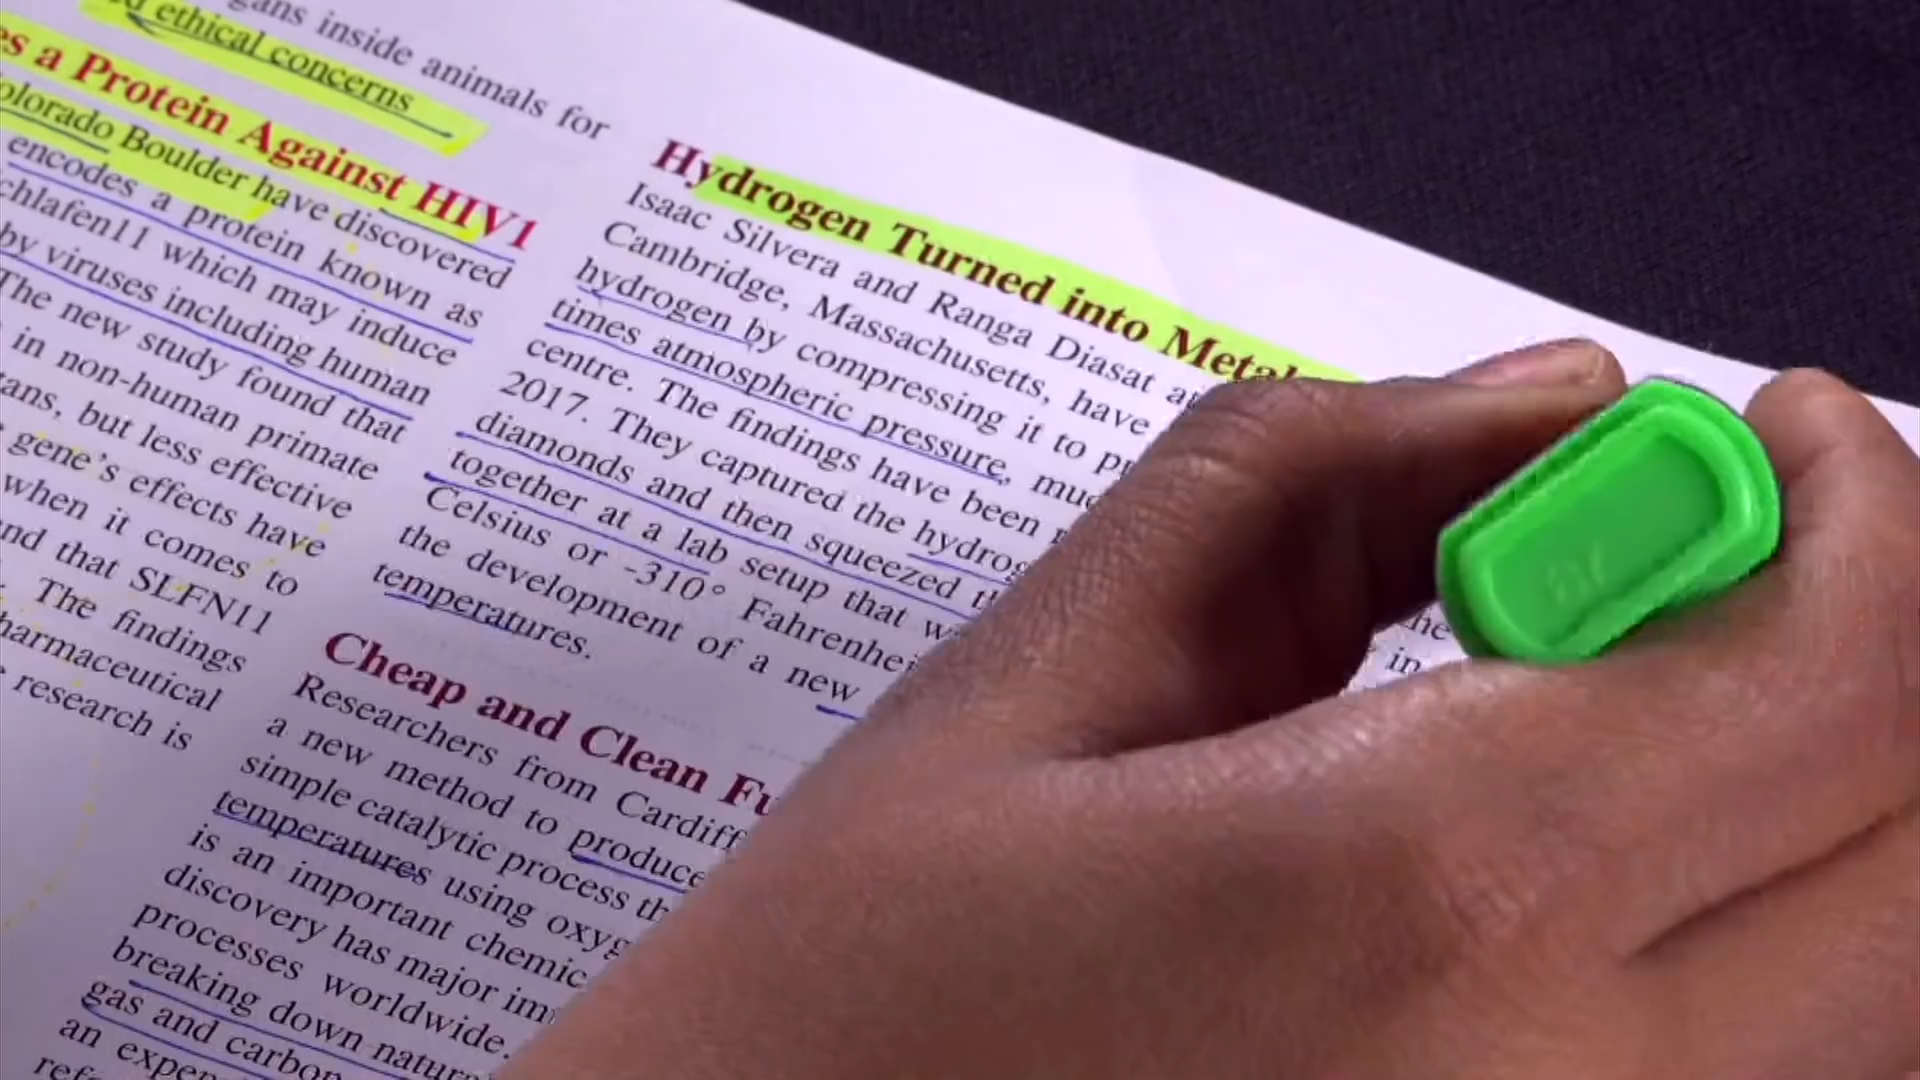 gans inside animals for
ethical concerns
es a Protein Against HIV1
olorado Boulder have discovered
encodes a protein known as
chlafen11 which may induce
by viruses including human
The new study found that
in non-human primate
tans, but less effective
gene's effects have
when it comes to
nd that SLFN11
. The findings
harmaceutical
research is
Hydrogen Turned into Metal
Isaac Silvera and Ranga Diasat at
Cambridge, Massachusetts, have
hydrogen by compressing it to
times atmospheric pressure, muc
centre. The findings have been
2017. They captured the hydrog
diamonds and then squeezed
together at a lab setup that
Celsius or -310° Fahrenhei
the development of a new
temperatures.
he
in
Cheap and Clean Fu
Researchers from Cardiff
a new method to produce
simple catalytic process th
temperatures using oxyg
is an important chemic
discovery has major im
processes worldwide.
breaking down natura
gas and carbon
an expen
refo